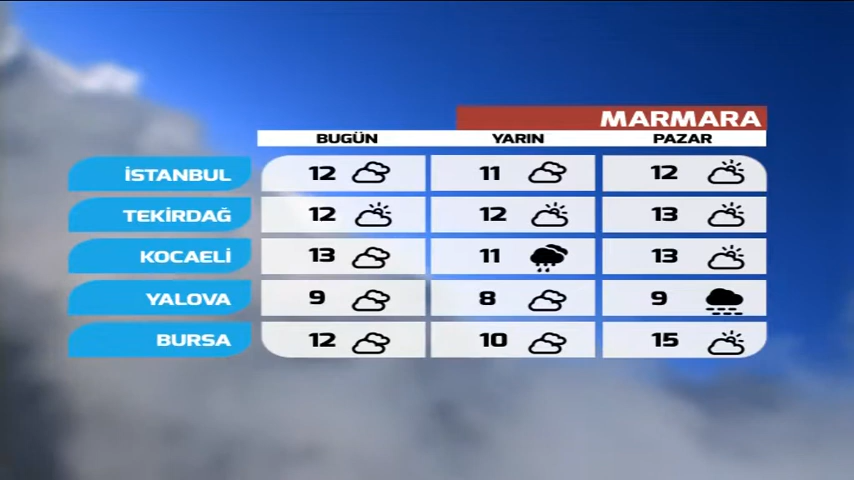 MARMARA
BUGÜN YARIN PAZAR
İSTANBUL 12 11 12
TEKİRDAĞ 12 12 13
KOCAELİ 13 11 13
YALOVA 9 8 9
BURSA 12 10 15